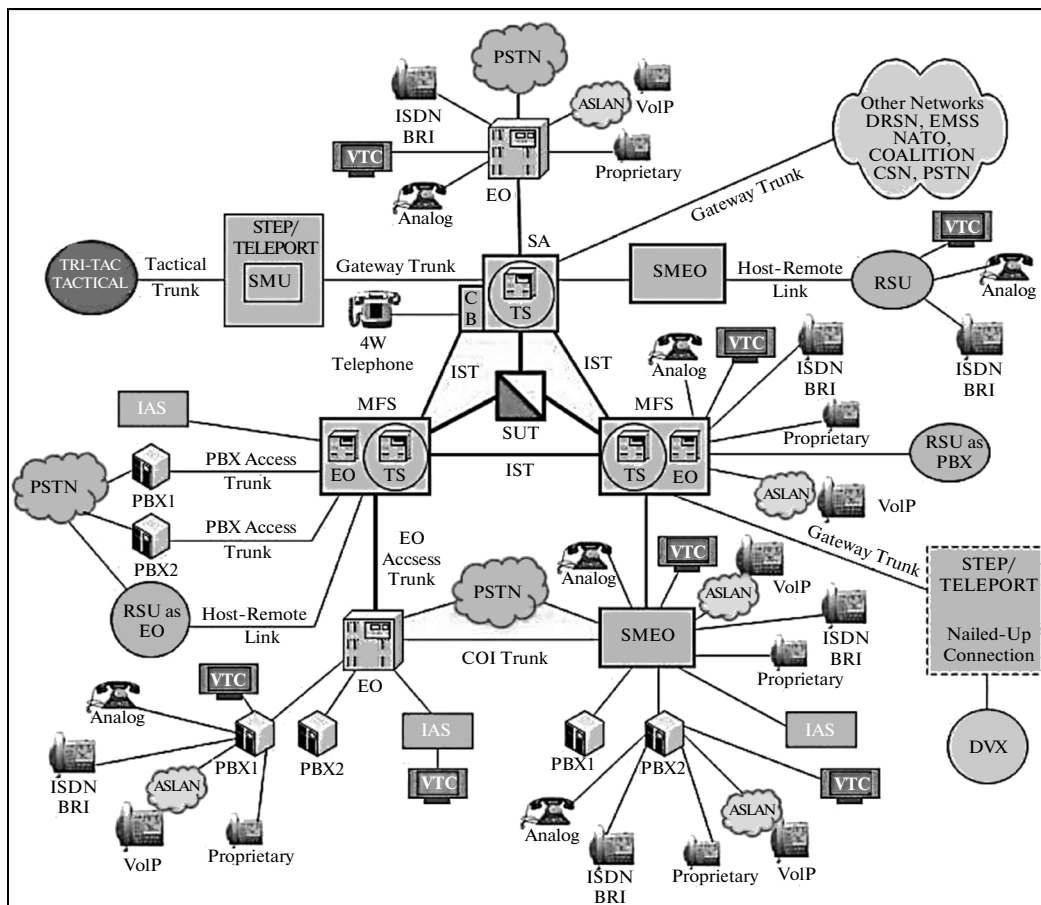 PSTN
ISDN
BRI
ASLAN
VoIP
VTC
EO
Proprietary
Analog
Other Networks
DRSN, EMSS
NATO,
COALITION
CSN, PSTN
Gateway Trunk
SA
STEP/
TELEPORT
SMU
TRI-TAC
TACTICAL
Tactical
Trunk
Gateway Trunk
C
B
TS
4W
Telephone
SMEO
Host-Remote
Link
RSU
VTC
Analog
ISDN
BRI
IST
IST
SUT
IST
MFS
EO
TS
MFS
TS
EO
Analog
VTC
ISDN
BRI
Proprietary
RSU as
PBX
ASLAN
VoIP
Gateway Trunk
STEP/
TELEPORT
Nailed-Up
Connection
DVX
IAS
PSTN
PBX1
PBX Access
Trunk
PBX2
PBX Access
Trunk
RSU as
EO
Host-Remote
Link
EO
Accsess
Trunk
PSTN
EO
COI Trunk
SMEO
Analog
VTC
ASLAN
VoIP
ISDN
BRI
Proprietary
VTC
Analog
ISDN
BRI
PBX1
ASLAN
VoIP
Proprietary
PBX2
IAS
VTC
PBX1
PBX2
IAS
VTC
Analog
ISDN
BRI
Proprietary
ASLAN
VoIP